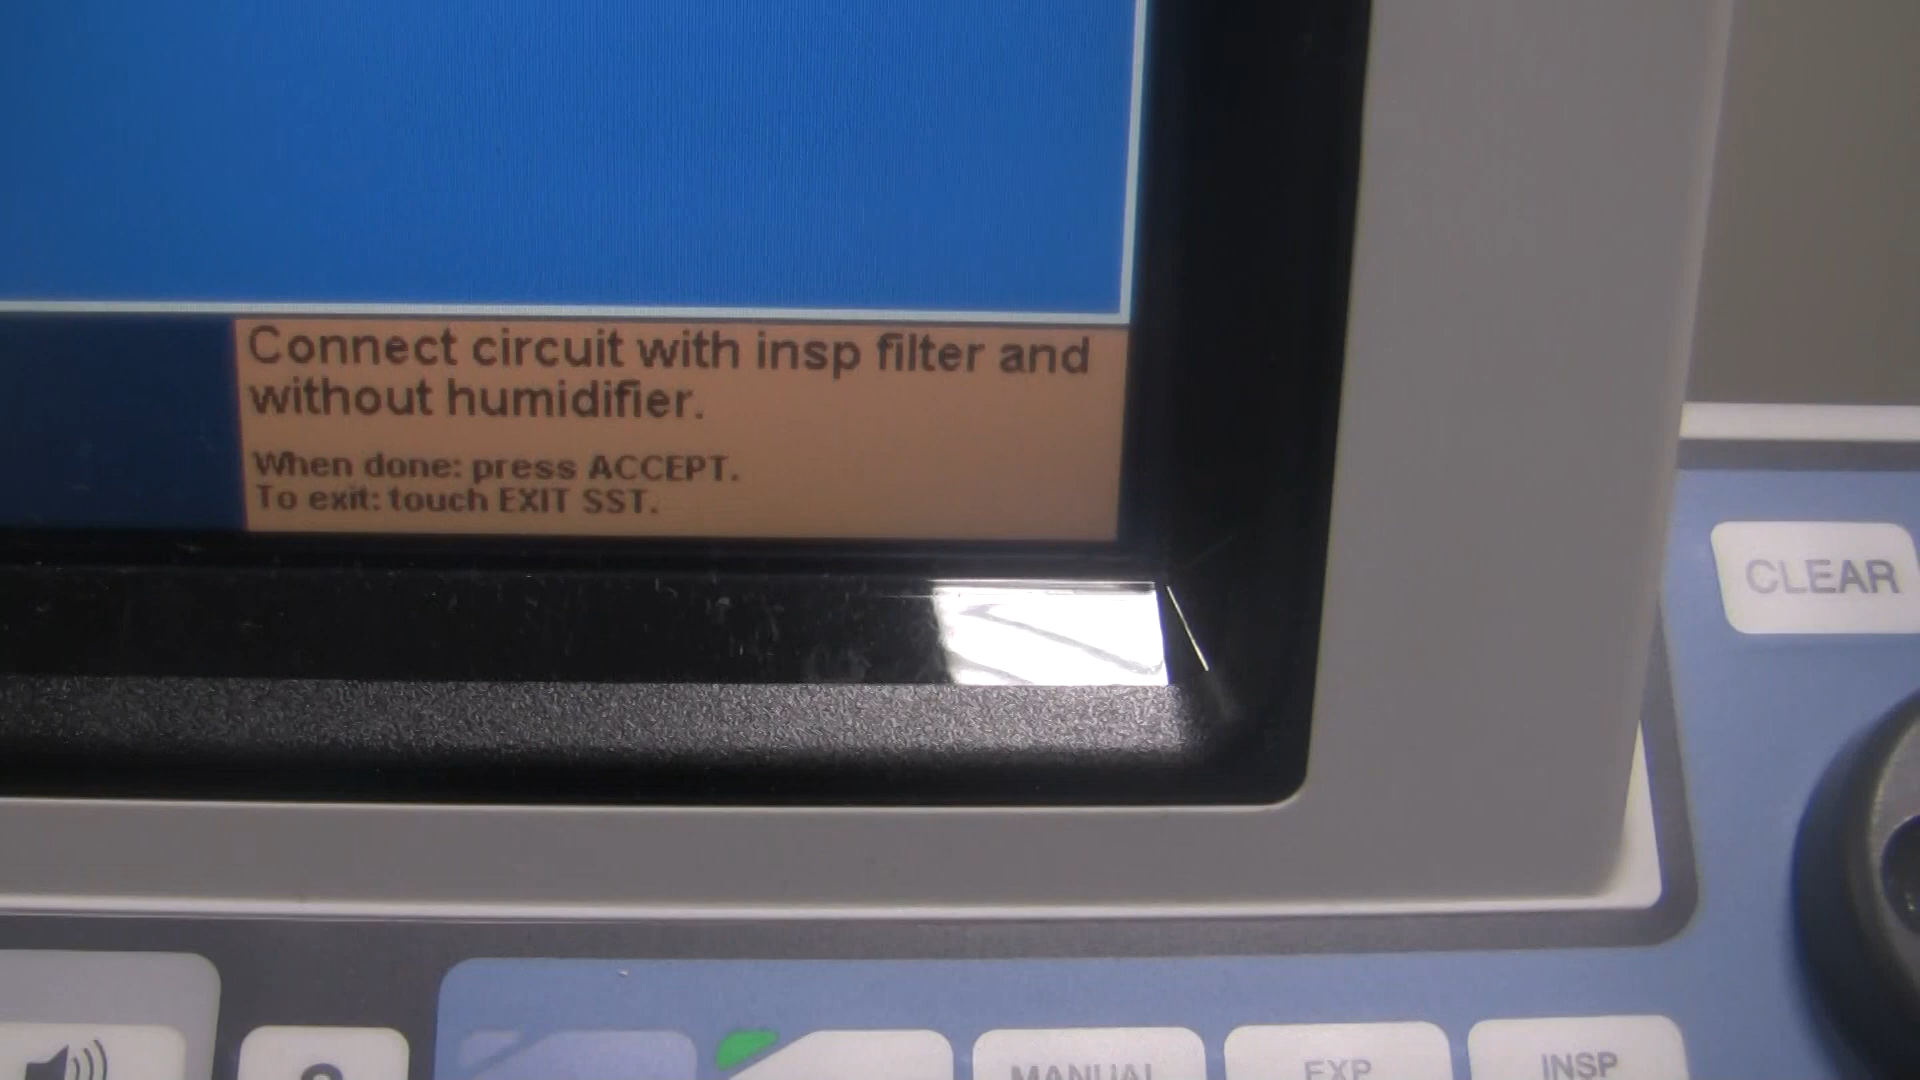 Connect circuit with insp filter and
without humidifier.
When done: press ACCEPT.
To exit: touch EXIT SST.
CLEAR
MANUAL
EXP
INSP